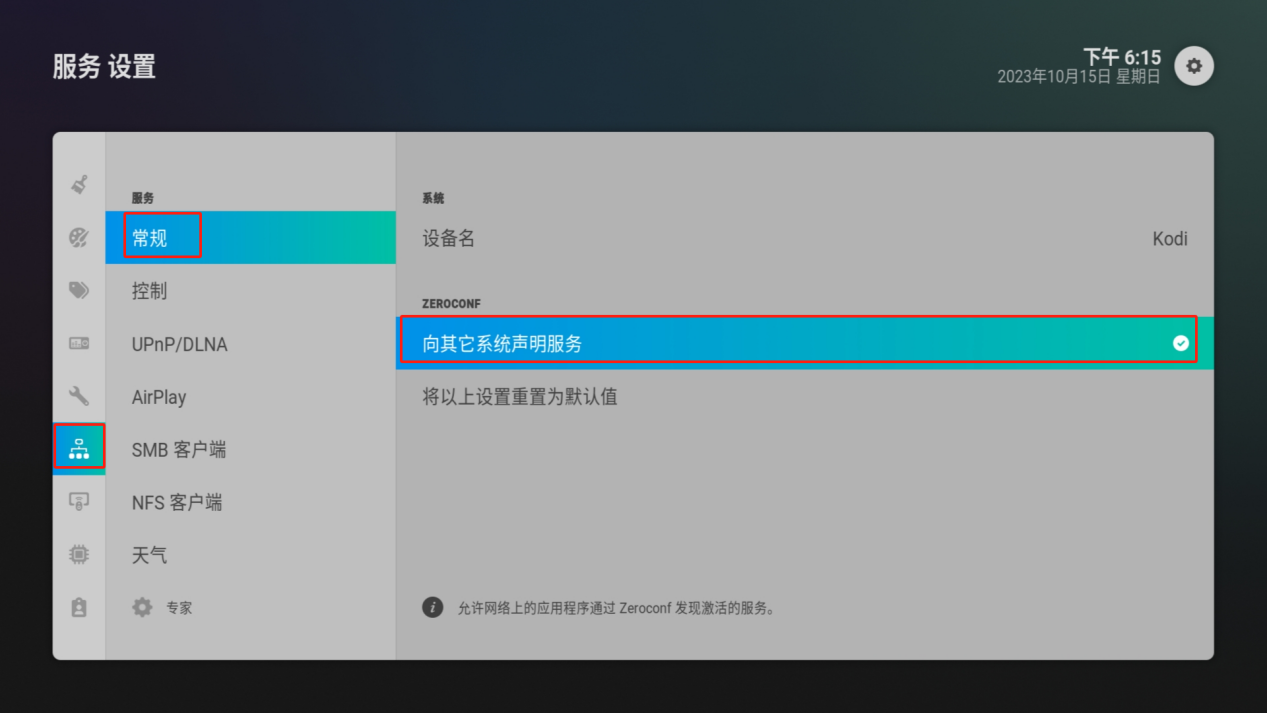 服务 设置
下午 6:15
2023年10月15日 星期日
服务
常规
控制
UPnP/DLNA
AirPlay
SMB 客户端
NFS 客户端
天气
专家
系统
设备名 Kodi
ZEROCONF
向其它系统声明服务
将以上设置重置为默认值
允许网络上的应用程序通过 Zeroconf 发现激活的服务。